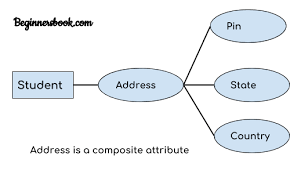 Beginnersbook.com
Pin
Student
Address
State
Country
Address is a composite attribute